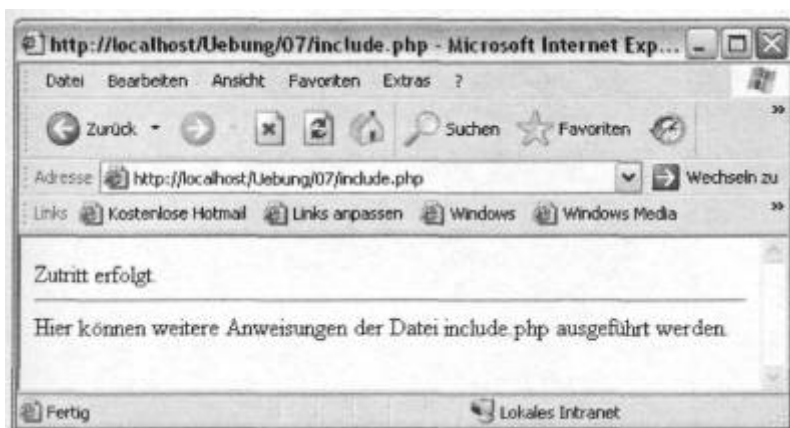 http://localhost/Uebung/07/include.php - Microsoft Internet Exp...
Datei Bearbeiten Ansicht Favoriten Extras ?
Zurück Suchen Favoriten »
Adresse http://localhost/Uebung/07/include.php Wechseln zu
Links Kostenlose Hotmail Links anpassen Windows Windows Media »
Zutritt erfolgt.
Hier können weitere Anweisungen der Datei include.php ausgeführt werden.
Fertig Lokales Intranet